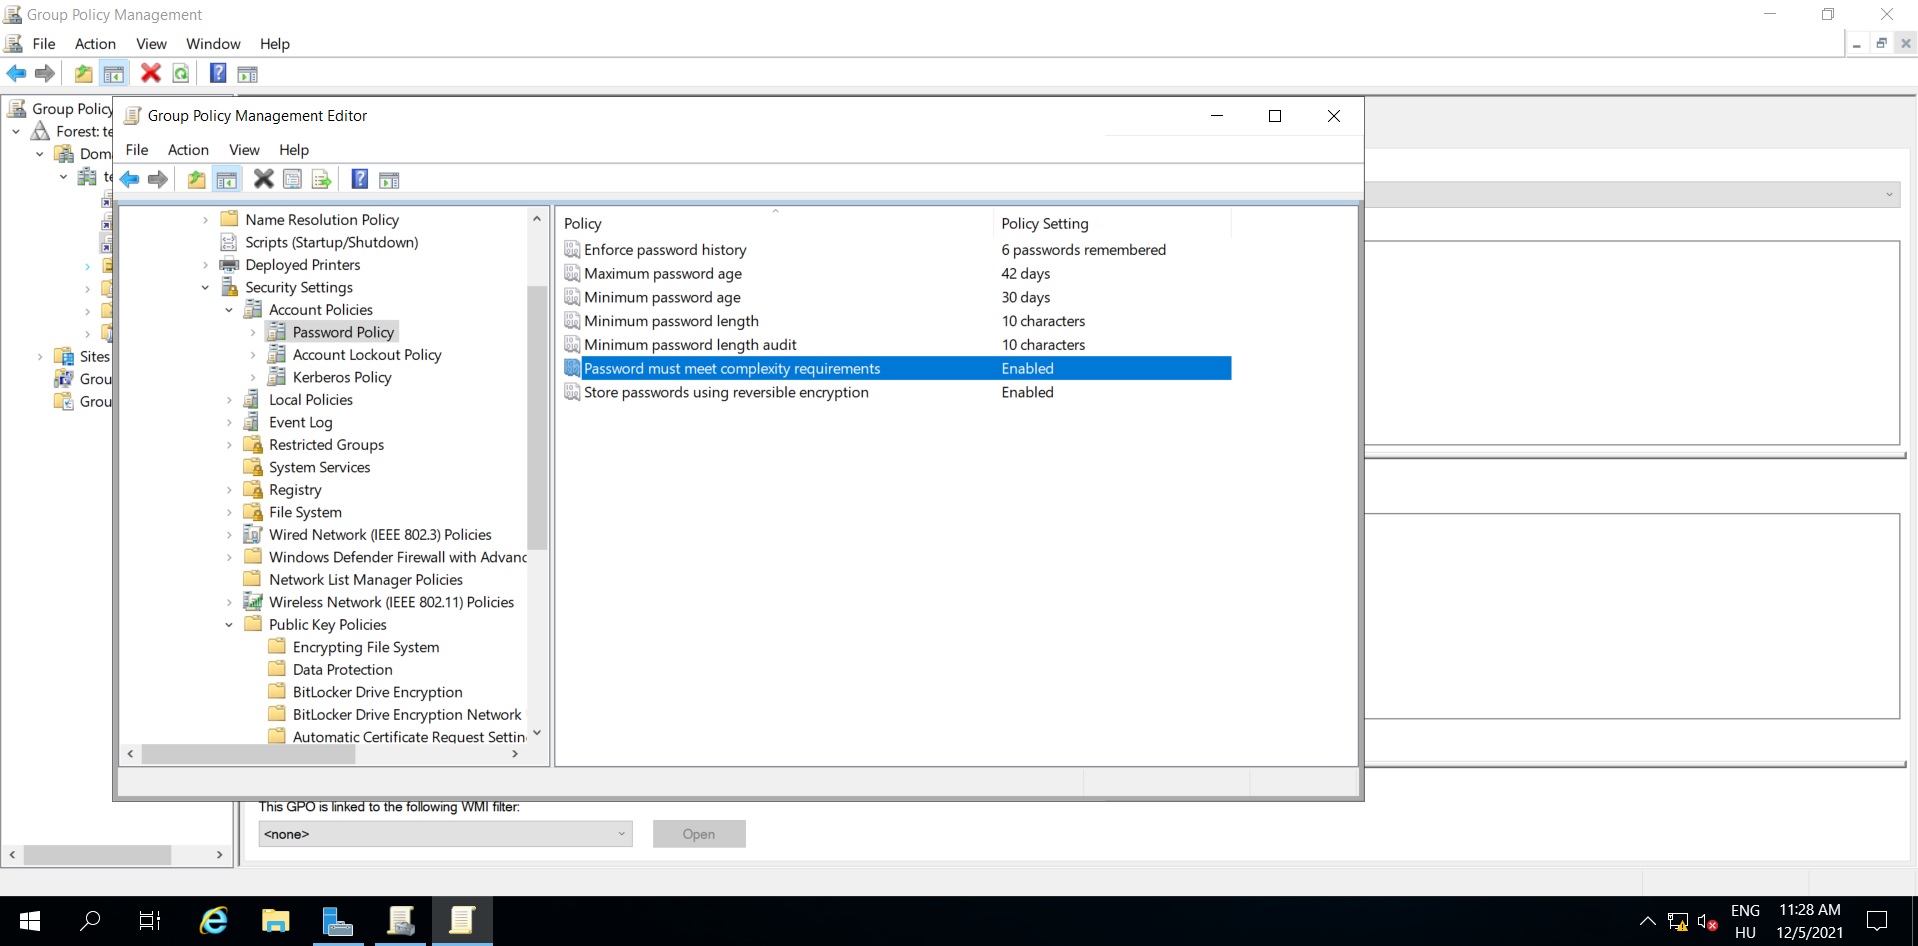 Group Policy Management
File Action View Window Help
Group Policy
Forest: te
Dom
te
Sites
Grou
Grou
Group Policy Management Editor
File Action View Help
Name Resolution Policy
Scripts (Startup/Shutdown)
Deployed Printers
Security Settings
Account Policies
Password Policy
Account Lockout Policy
Kerberos Policy
Local Policies
Event Log
Restricted Groups
System Services
Registry
File System
Wired Network (IEEE 802.3) Policies
Windows Defender Firewall with Advanc
Network List Manager Policies
Wireless Network (IEEE 802.11) Policies
Public Key Policies
Encrypting File System
Data Protection
BitLocker Drive Encryption
BitLocker Drive Encryption Network
Automatic Certificate Request Settin
Policy Policy Setting
Enforce password history 6 passwords remembered
Maximum password age 42 days
Minimum password age 30 days
Minimum password length 10 characters
Minimum password length audit 10 characters
Password must meet complexity requirements Enabled
Store passwords using reversible encryption Enabled
This GPO is linked to the following WMI filter:
<none> Open
ENG 11:28 AM
HU 12/5/2021